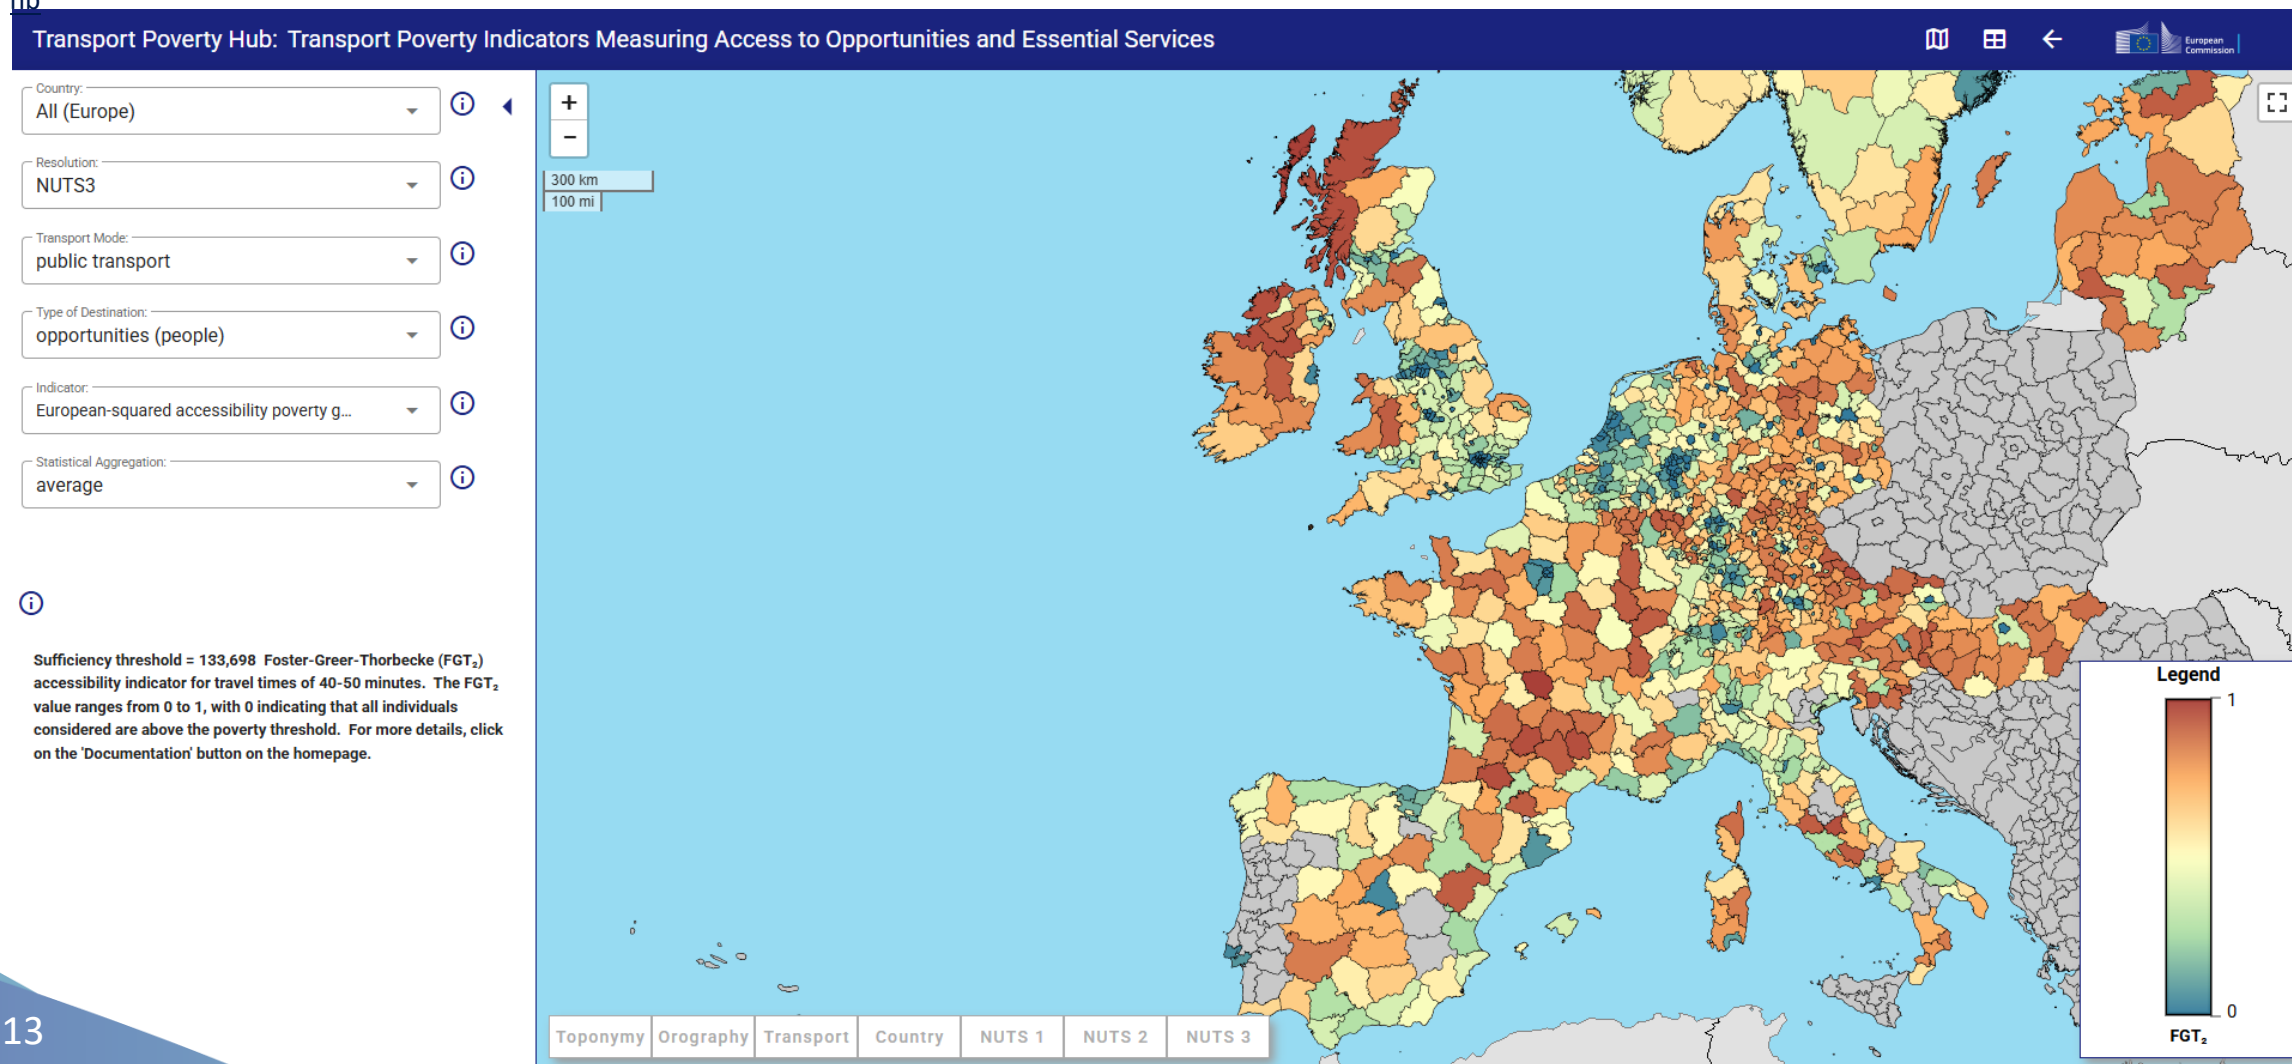 Transport Poverty Hub: Transport Poverty Indicators Measuring Access to Opportunities and Essential Services
European
Commission
Country:
All (Europe)
Resolution:
NUTS3
Transport Mode:
public transport
Type of Destination:
opportunities (people)
Indicator:
European-squared accessibility poverty g...
Statistical Aggregation:
average
Sufficiency threshold = 133,698 Foster-Greer-Thorbecke (FGT₂)
accessibility indicator for travel times of 40-50 minutes. The FGT₂
value ranges from 0 to 1, with 0 indicating that all individuals
considered are above the poverty threshold. For more details, click
on the 'Documentation' button on the homepage.
13
+
−
300 km
100 mi
Toponymy Orography Transport Country NUTS 1 NUTS 2 NUTS 3
Legend
1
0
FGT₂